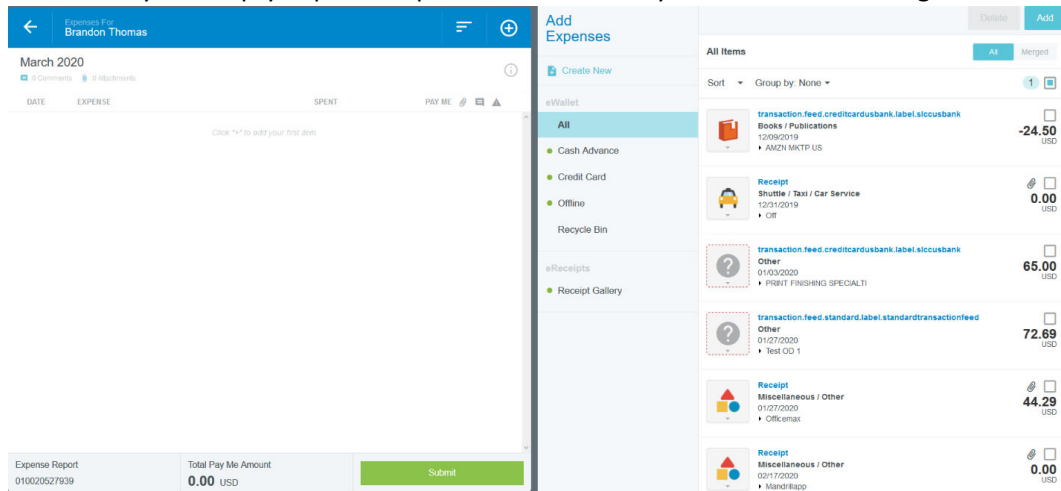 Expenses For
Brandon Thomas
March 2020
0 Comments 0 Attachments
DATE EXPENSE SPENT PAY ME
Click "+" to add your first item.
Expense Report
010020527939
Total Pay Me Amount
0.00 USD
Submit
Add
Expenses
Create New
eWallet
All
Cash Advance
Credit Card
Offline
Recycle Bin
eReceipts
Receipt Gallery
Delete Add
All Items All Merged
Sort Group by: None 1
transaction.feed.creditcardusbank.label.slccusbank
Books / Publications
12/09/2019
AMZN MKTP US
-24.50
USD
Receipt
Shuttle / Taxi / Car Service
12/31/2019
Off
0.00
USD
transaction.feed.creditcardusbank.label.slccusbank
Other
01/03/2020
PRINT FINISHING SPECIALTI
65.00
USD
transaction.feed.standard.label.standardtransactionfeed
Other
01/27/2020
Test OD 1
72.69
USD
Receipt
Miscellaneous / Other
01/27/2020
Officemax
44.29
USD
Receipt
Miscellaneous / Other
02/17/2020
Mandrillapp
0.00
USD